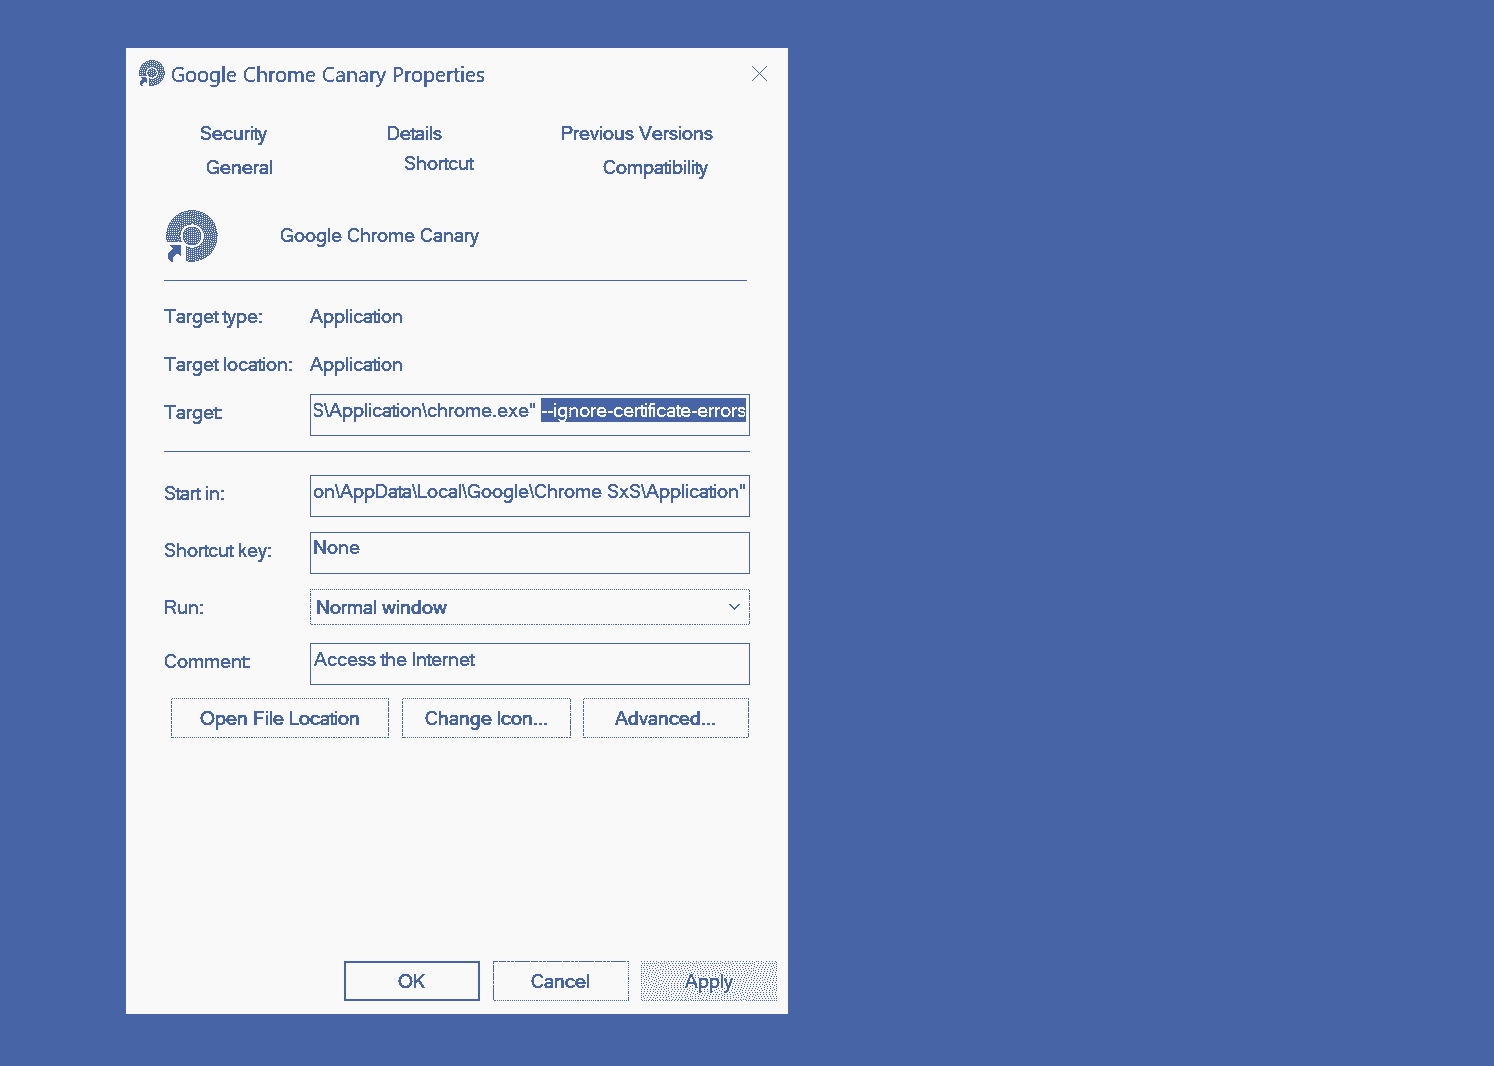 Google Chrome Canary Properties
Security Details Previous Versions
General Shortcut Compatibility
Google Chrome Canary
Target type: Application
Target location: Application
Target: S\Application\chrome.exe" --ignore-certificate-errors
Start in: on\AppData\Local\Google\Chrome SxS\Application"
Shortcut key: None
Run: Normal window
Comment: Access the Internet
Open File Location Change Icon... Advanced...
OK Cancel Apply